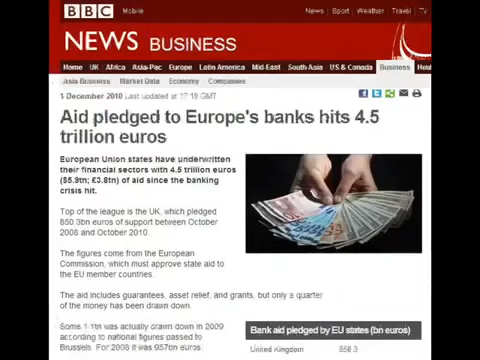 BBC Mobile News Sport Weather Travel TV
NEWS BUSINESS
Home UK Africa Asia-Pac Europe Latin America Mid-East South Asia US & Canada Business
Asia Business Market Data Economy Companies
1 December 2010 Last updated at 17:19 GMT
Aid pledged to Europe's banks hits 4.5
trillion euros
European Union states have underwritten
their financial sectors with 4.5 trillion euros
of aid since the banking
crisis hit.
Top of the league is the UK, which pledged
850.3bn euros of support between October
2008 and October 2010.
The figures come from the European
Commission, which must approve state aid to
the EU member countries.
The aid includes guarantees, asset relief, and grants, but only a quarter
of the money has been drawn down.
Some 1.1tn was actually drawn down in 2009
according to national figures passed to
Brussels. For 2008 it was 957bn euros.
Bank aid pledged by EU states (bn euros)
United Kingdom